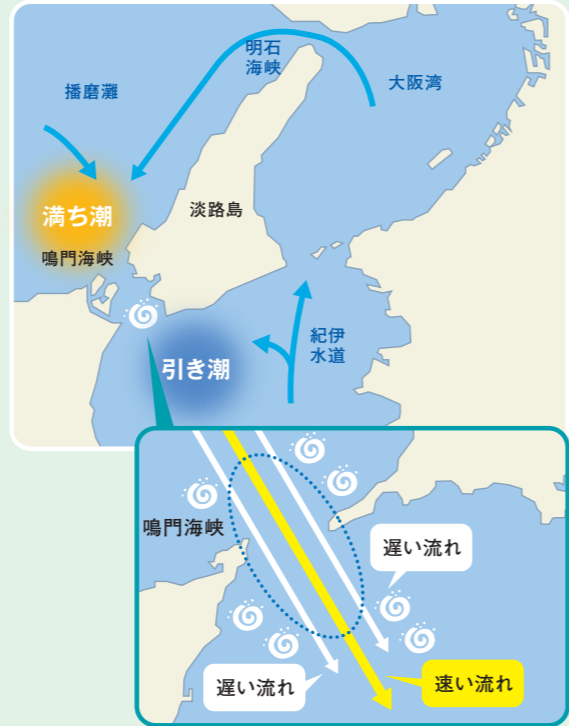 明石
海峡
大阪湾
播磨灘
淡路島
満ち潮
鳴門海峡
紀伊
水道
引き潮
鳴門海峡
遅い流れ
遅い流れ
速い流れ